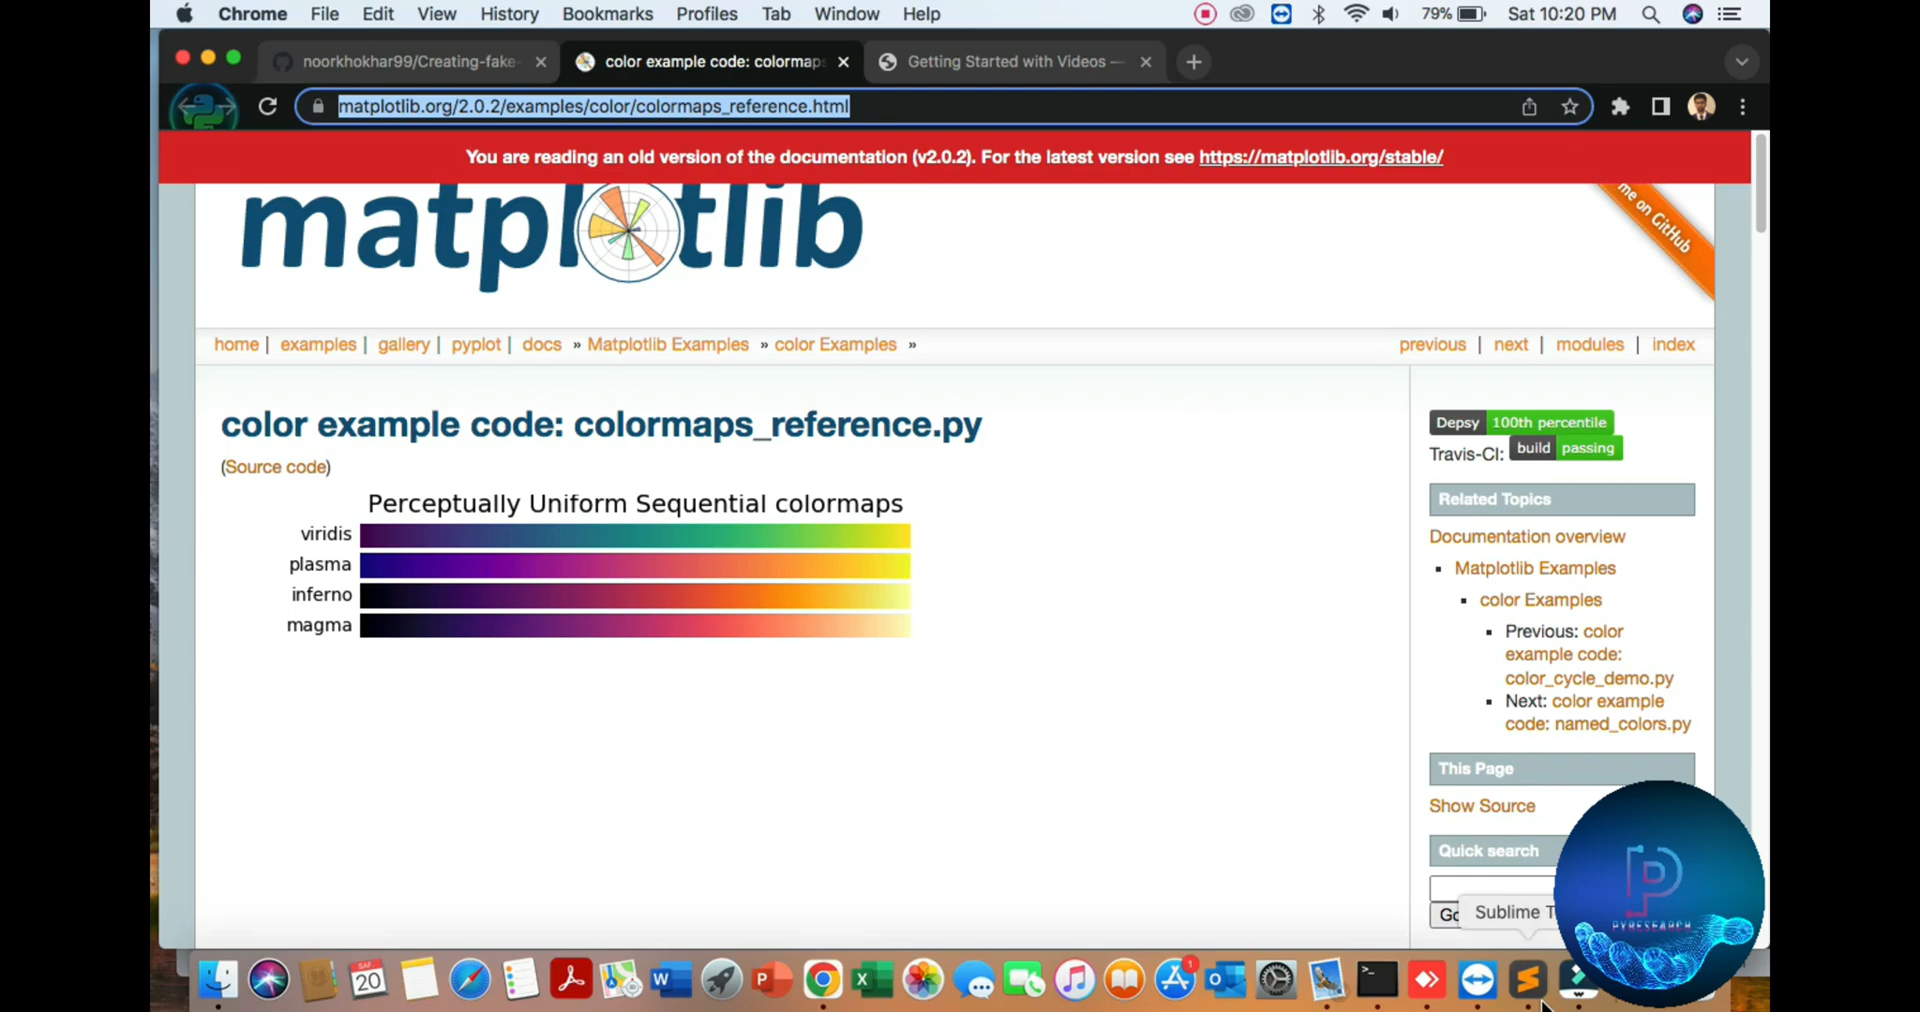 Chrome File Edit View History Bookmarks Profiles Tab Window Help 79% Sat 10:20 PM
noorkhokhar99/Creating-fake- color example code: colormaps Getting Started with Videos —
matplotlib.org/2.0.2/examples/color/colormaps_reference.html
You are reading an old version of the documentation (v2.0.2). For the latest version see https://matplotlib.org/stable/
matplotlib
me on GitHub
home | examples | gallery | pyplot | docs » Matplotlib Examples » color Examples »
previous | next | modules | index
color example code: colormaps_reference.py
(Source code)
Perceptually Uniform Sequential colormaps
viridis
plasma
inferno
magma
Depsy 100th percentile
Travis-CI: build passing
Related Topics
Documentation overview
Matplotlib Examples
color Examples
Previous: color
example code:
color_cycle_demo.py
Next: color example
code: named_colors.py
This Page
Show Source
Quick search
Go
Sublime T
PYRESEARCH
20
1